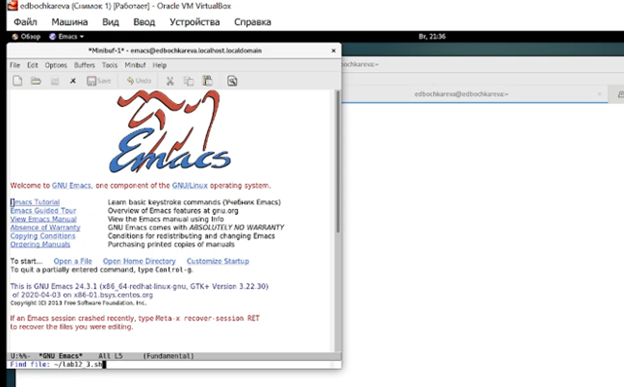 edbochkareva (Снимок 1) [Работает] - Oracle VM VirtualBox
Файл Машина Вид Ввод Устройства Справка
Обзор Emacs Вт, 21:36
*Minibuf-1* - emacs@edbochkareva.localhost.localdomain ×
File Edit Options Buffers Tools Minibuf Help
Save Undo
edbochkareva@edbochkareva:~
Emacs
Welcome to GNU Emacs, one component of the GNU/Linux operating system.
Emacs Tutorial Learn basic keystroke commands (Учебник Emacs)
Emacs Guided Tour Overview of Emacs features at gnu.org
View Emacs Manual View the Emacs manual using Info
Absence of Warranty GNU Emacs comes with ABSOLUTELY NO WARRANTY
Copying Conditions Conditions for redistributing and changing Emacs
Ordering Manuals Purchasing printed copies of manuals
To start... Open a File Open Home Directory Customize Startup
To quit a partially entered command, type Control-g.
This is GNU Emacs 24.3.1 (x86_64-redhat-linux-gnu, GTK+ Version 3.22.30)
of 2020-04-03 on x86-01.bsys.centos.org
Copyright (C) 2013 Free Software Foundation, Inc.
If an Emacs session crashed recently, type Meta-x recover-session RET
to recover the files you were editing.
U:%%- *GNU Emacs* All L5 (Fundamental)
Find file: ~/lab12_3.sh